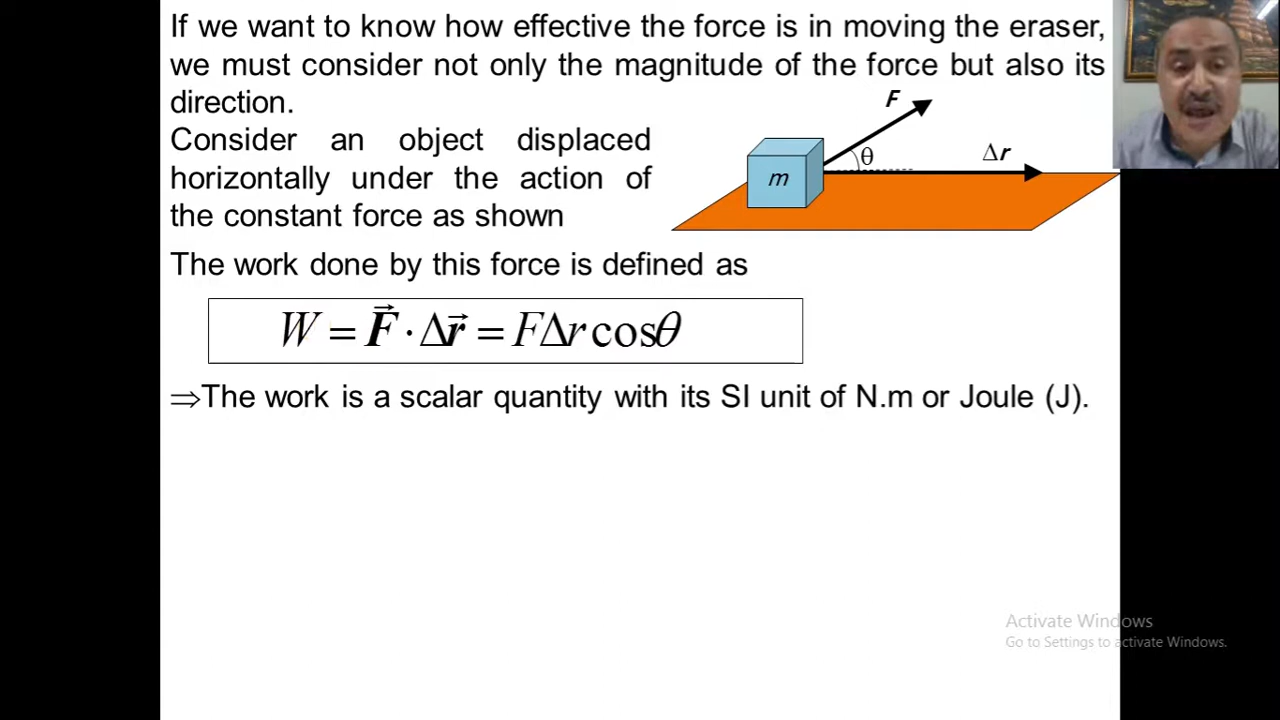 If we want to know how effective the force is in moving the eraser,
we must consider not only the magnitude of the force but also its
direction.
F
Consider an object displaced
θ
Δr
horizontally under the action of
m
the constant force as shown
The work done by this force is defined as
W = F⃗ · Δr⃗ = FΔr cosθ
⇒The work is a scalar quantity with its SI unit of N.m or Joule (J).
Activate Windows
Go to Settings to activate Windows.